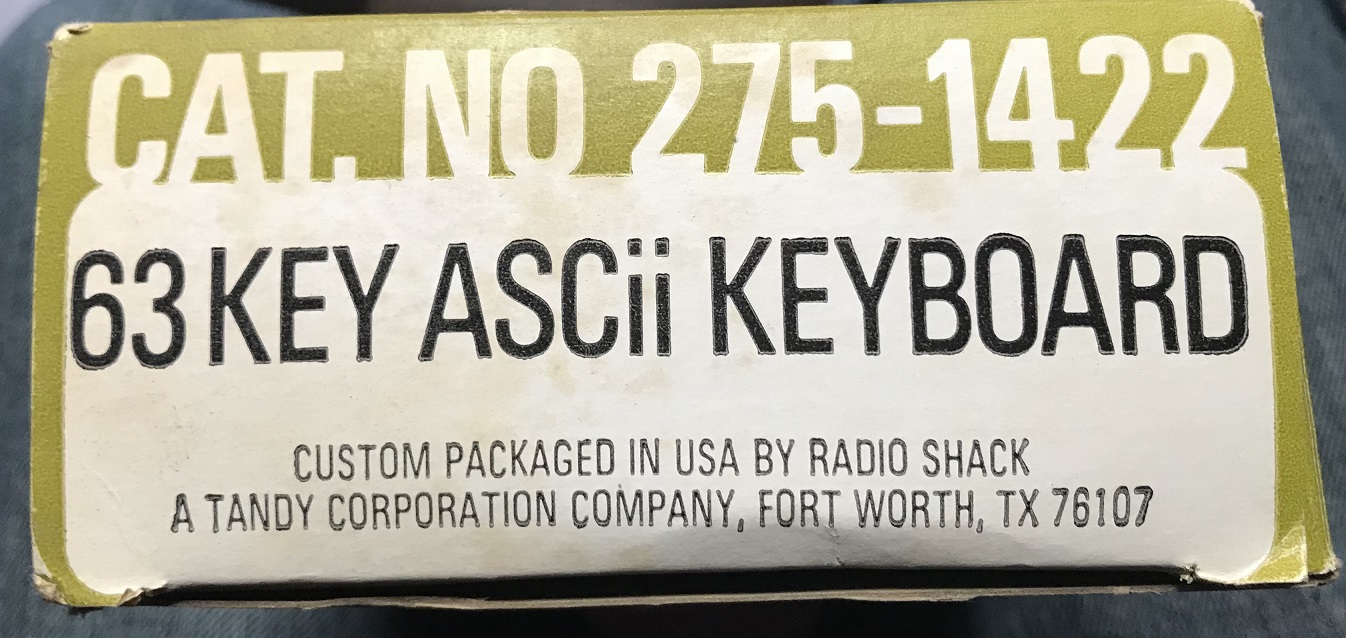 CAT. NO 275-1422
63 KEY ASCii KEYBOARD
CUSTOM PACKAGED IN USA BY RADIO SHACK
A TANDY CORPORATION COMPANY, FORT WORTH, TX 76107